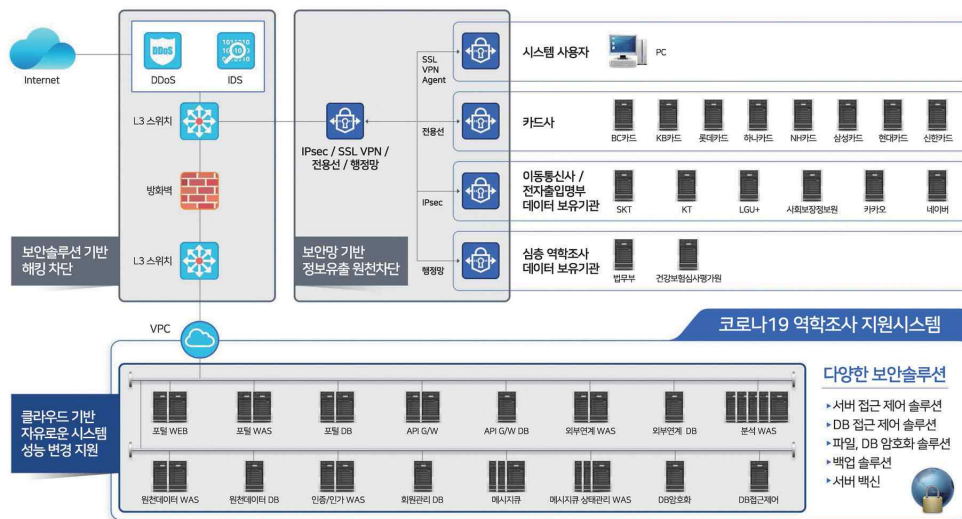 Internet
DDoS
DDoS
IDS
L3 스위치
방화벽
L3 스위치
보안솔루션 기반
해킹 차단
IPsec / SSL VPN /
전용선 / 행정망
보안망 기반
정보유출 원천차단
SSL
VPN
Agent
전용선
IPsec
행정망
시스템 사용자
PC
카드사
BC카드
KB카드
롯데카드
하나카드
NH카드
삼성카드
현대카드
신한카드
이동통신사 /
전자출입명부
데이터 보유기관
SKT
KT
LGU+
사회보장정보원
카카오
네이버
심층 역학조사
데이터 보유기관
법무부
건강보험심사평가원
VPC
코로나19 역학조사 지원시스템
클라우드 기반
자유로운 시스템
성능 변경 지원
포털 WEB
포털 WAS
포털 DB
API G/W
API G/W DB
외부연계 WAS
외부연계 DB
분석 WAS
원천데이터 WAS
원천데이터 DB
인증/인가 WAS
회원관리 DB
메시지큐
메시지큐 상태관리 WAS
DB암호화
DB접근제어
다양한 보안솔루션
▸서버 접근 제어 솔루션
▸DB 접근 제어 솔루션
▸파일, DB 암호화 솔루션
▸백업 솔루션
▸서버 백신